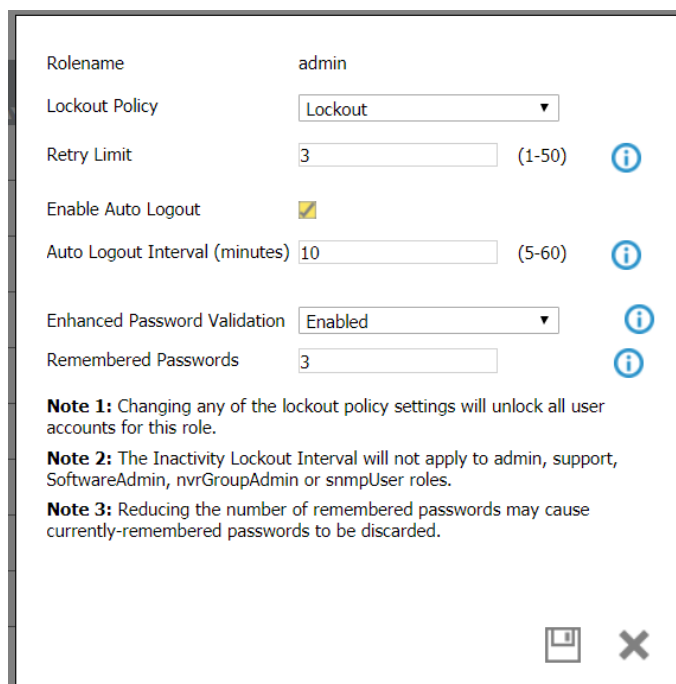 Rolename admin
Lockout Policy Lockout
Retry Limit 3 (1-50)
Enable Auto Logout
Auto Logout Interval (minutes) 10 (5-60)
Enhanced Password Validation Enabled
Remembered Passwords 3
Note 1: Changing any of the lockout policy settings will unlock all user
accounts for this role.
Note 2: The Inactivity Lockout Interval will not apply to admin, support,
SoftwareAdmin, nvrGroupAdmin or snmpUser roles.
Note 3: Reducing the number of remembered passwords may cause
currently-remembered passwords to be discarded.